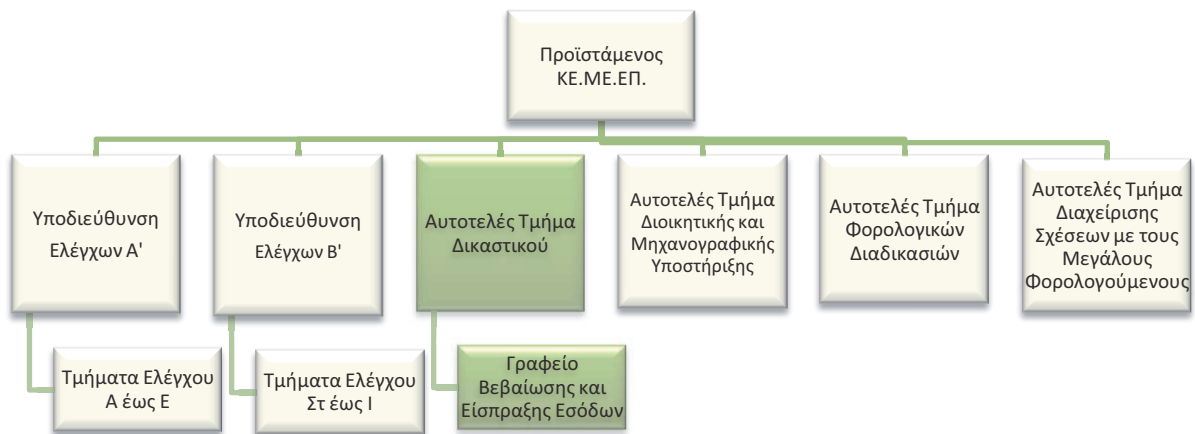 Προϊστάμενος
ΚΕ.ΜΕ.ΕΠ.
Υποδιεύθυνση
Ελέγχων Α'
Υποδιεύθυνση
Ελέγχων Β'
Αυτοτελές Τμήμα
Δικαστικού
Αυτοτελές Τμήμα
Διοικητικής και
Μηχανογραφικής
Υποστήριξης
Αυτοτελές Τμήμα
Φορολογικών
Διαδικασιών
Αυτοτελές Τμήμα
Διαχείρισης
Σχέσεων με τους
Μεγάλους
Φορολογούμενους
Τμήματα Ελέγχου
Α έως Ε
Τμήματα Ελέγχου
Στ έως Ι
Γραφείο
Βεβαίωσης και
Είσπραξης Εσόδων